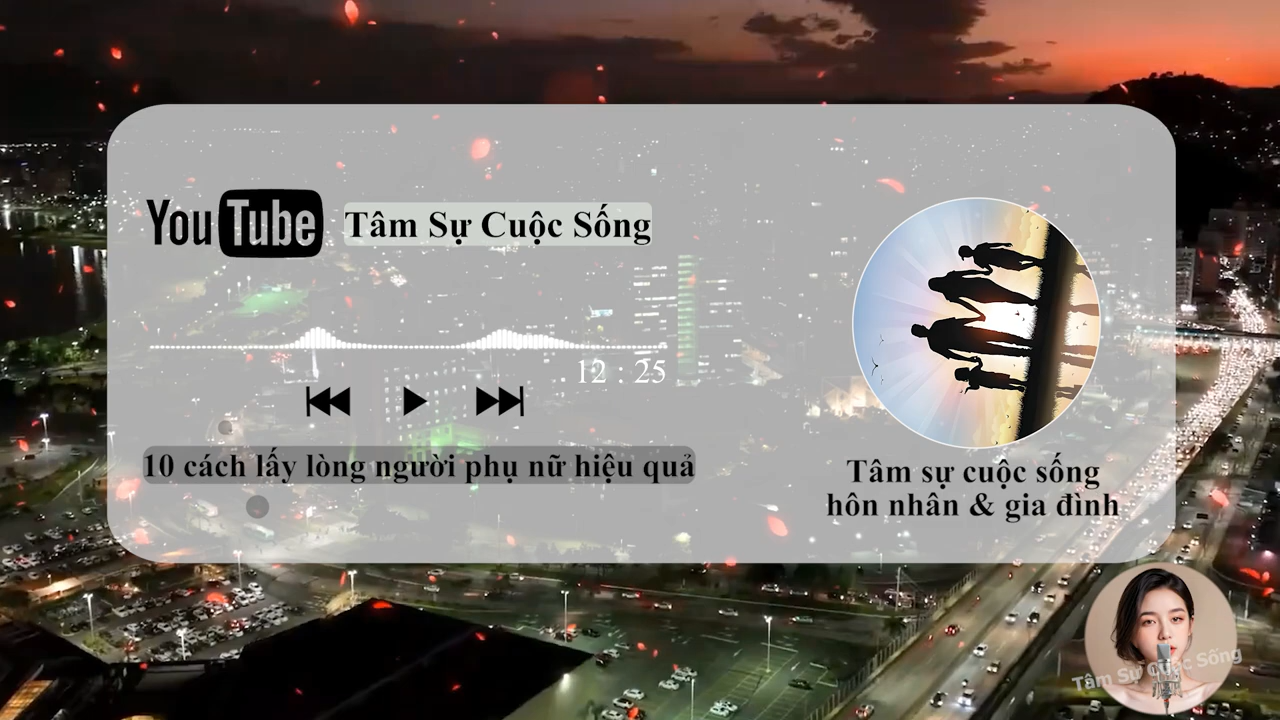 YouTube
Tâm Sự Cuộc Sống
12 : 25
10 cách lấy lòng người phụ nữ hiệu quả
Tâm sự cuộc sống
hôn nhân & gia đình
Tâm Sự Cuộc Sống